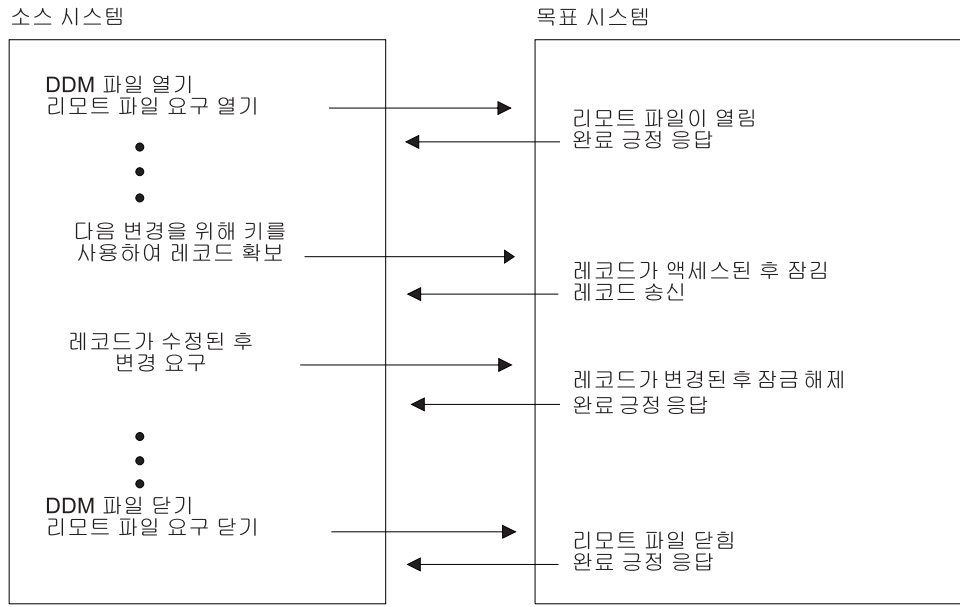 소스 시스템
목표 시스템
DDM 파일 열기
리모트 파일 요구 열기
리모트 파일이 열림
완료 긍정 응답
다음 변경을 위해 키를
사용하여 레코드 확보
레코드가 액세스된 후 잠김
레코드 송신
레코드가 수정된 후
변경 요구
레코드가 변경된 후 잠금 해제
완료 긍정 응답
DDM 파일 닫기
리모트 파일 요구 닫기
리모트 파일 닫힘
완료 긍정 응답